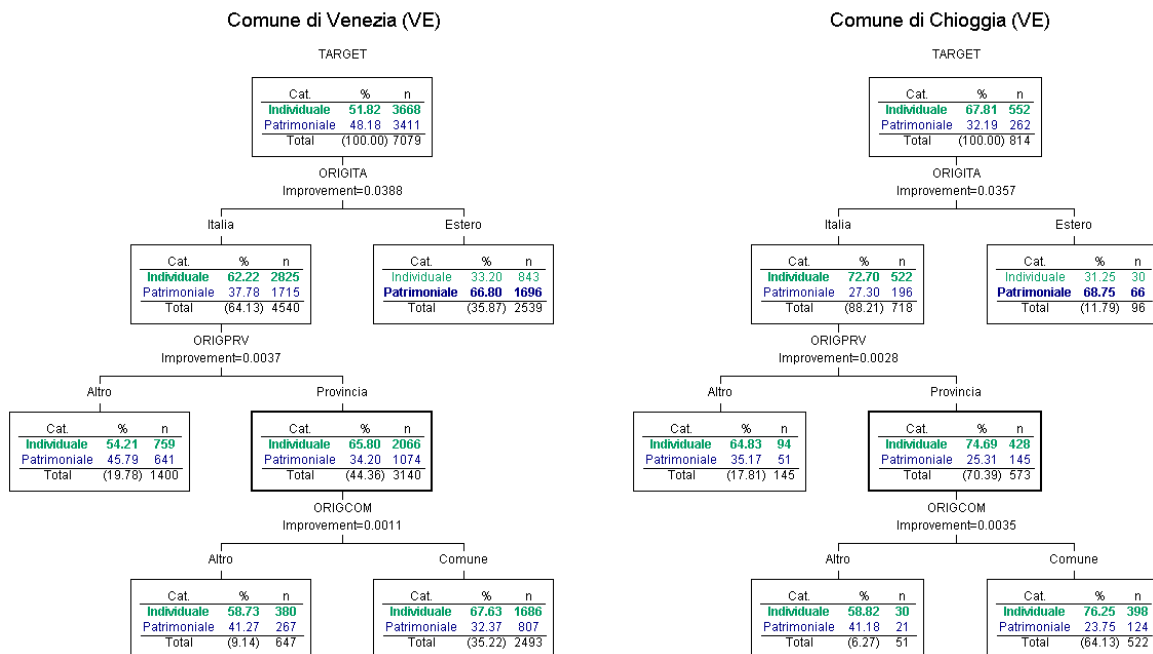 Comune di Venezia (VE)
TARGET
Cat. % n
Individuale 51.82 3668
Patrimoniale 48.18 3411
Total (100.00) 7079
ORIGITA
Improvement=0.0388
Italia Estero
Cat. % n
Individuale 62.22 2825
Patrimoniale 37.78 1715
Total (64.13) 4540
Cat. % n
Individuale 33.20 843
Patrimoniale 66.80 1696
Total (35.87) 2539
ORIGPRV
Improvement=0.0037
Altro Provincia
Cat. % n
Individuale 54.21 759
Patrimoniale 45.79 641
Total (19.78) 1400
Cat. % n
Individuale 65.80 2066
Patrimoniale 34.20 1074
Total (44.36) 3140
ORIGCOM
Improvement=0.0011
Altro Comune
Cat. % n
Individuale 58.73 380
Patrimoniale 41.27 267
Total (9.14) 647
Cat. % n
Individuale 67.63 1686
Patrimoniale 32.37 807
Total (35.22) 2493
Comune di Chioggia (VE)
TARGET
Cat. % n
Individuale 67.81 552
Patrimoniale 32.19 262
Total (100.00) 814
ORIGITA
Improvement=0.0357
Italia Estero
Cat. % n
Individuale 72.70 522
Patrimoniale 27.30 196
Total (88.21) 718
Cat. % n
Individuale 31.25 30
Patrimoniale 68.75 66
Total (11.79) 96
ORIGPRV
Improvement=0.0028
Altro Provincia
Cat. % n
Individuale 64.83 94
Patrimoniale 35.17 51
Total (17.81) 145
Cat. % n
Individuale 74.69 428
Patrimoniale 25.31 145
Total (70.39) 573
ORIGCOM
Improvement=0.0035
Altro Comune
Cat. % n
Individuale 58.82 30
Patrimoniale 41.18 21
Total (6.27) 51
Cat. % n
Individuale 76.25 398
Patrimoniale 23.75 124
Total (64.13) 522